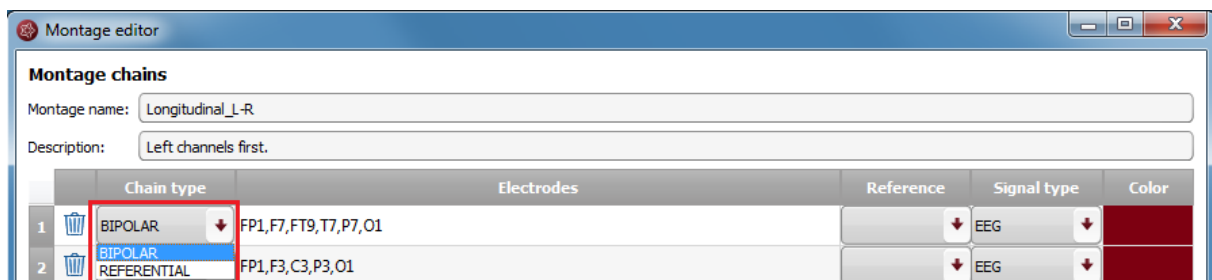 Montage editor
Montage chains
Montage name: Longitudinal_L-R
Description: Left channels first.
Chain type Electrodes Reference Signal type Color
1 BIPOLAR FP1,F7,FT9,T7,P7,O1 EEG
BIPOLAR
2 REFERENTIAL FP1,F3,C3,P3,O1 EEG